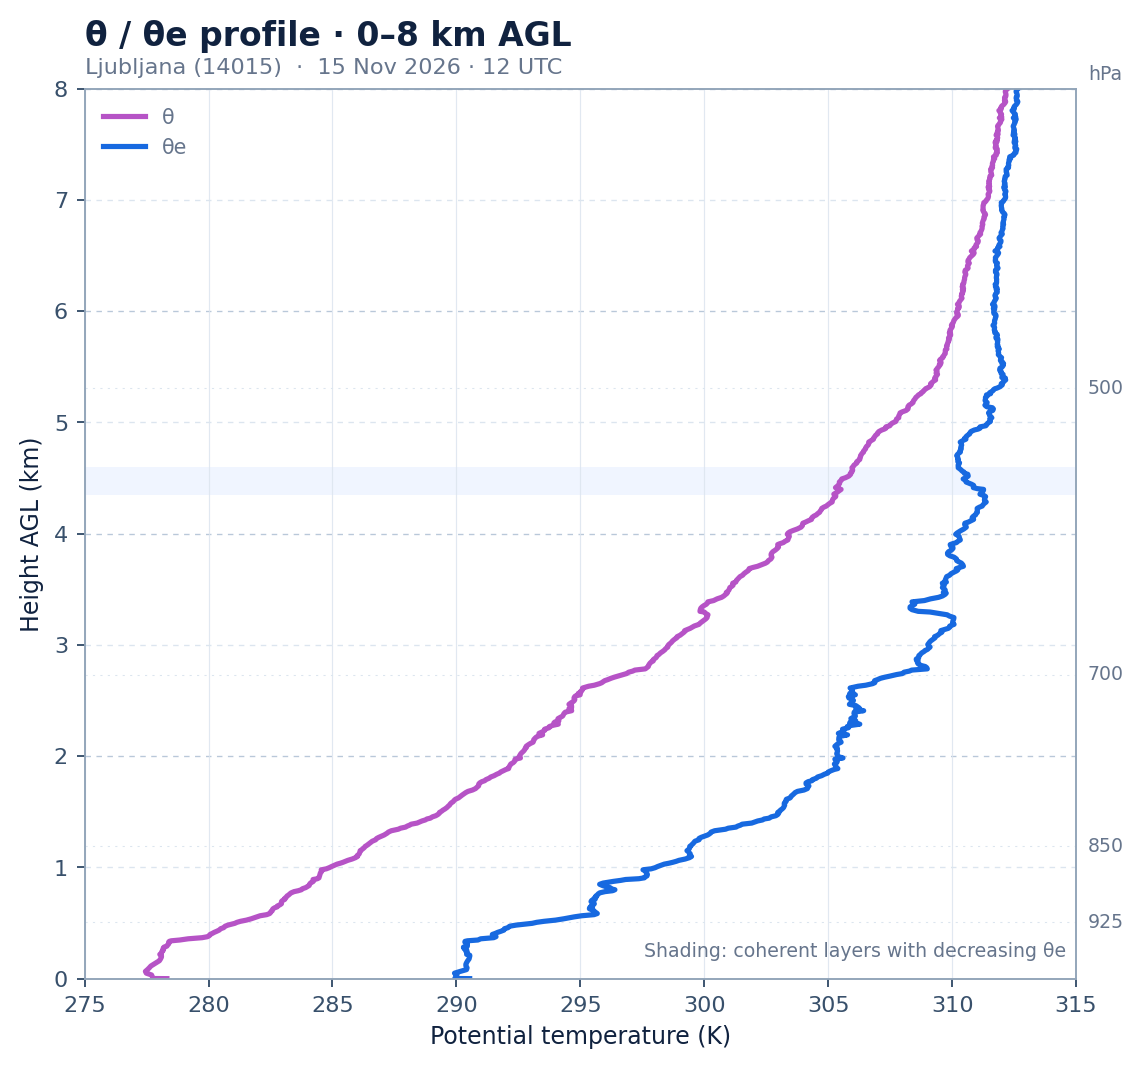 θ / θe profile · 0–8 km AGL
Ljubljana (14015) · 15 Nov 2026 · 12 UTC
hPa
θ
θe
8
7
6
5
4
3
2
1
0
500
700
850
925
Height AGL (km)
Shading: coherent layers with decreasing θe
275 280 285 290 295 300 305 310 315
Potential temperature (K)